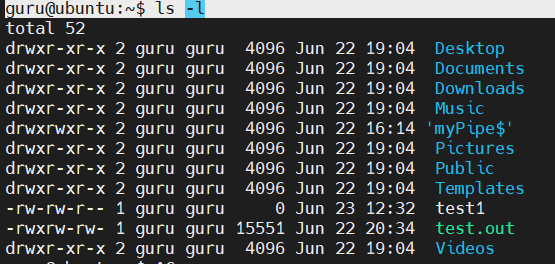 guru@ubuntu:~$ ls -l
total 52
drwxr-xr-x 2 guru guru  4096 Jun 22 19:04  Desktop
drwxr-xr-x 2 guru guru  4096 Jun 22 19:04  Documents
drwxr-xr-x 2 guru guru  4096 Jun 22 19:04  Downloads
drwxr-xr-x 2 guru guru  4096 Jun 22 19:04  Music
drwxrwxr-x 2 guru guru  4096 Jun 22 16:14 'myPipe$'
drwxr-xr-x 2 guru guru  4096 Jun 22 19:04  Pictures
drwxr-xr-x 2 guru guru  4096 Jun 22 19:04  Public
drwxr-xr-x 2 guru guru  4096 Jun 22 19:04  Templates
-rw-rw-r-- 1 guru guru     0 Jun 23 12:32  test1
-rwxrw-rw- 1 guru guru 15551 Jun 22 20:34  test.out
drwxr-xr-x 2 guru guru  4096 Jun 22 19:04  Videos